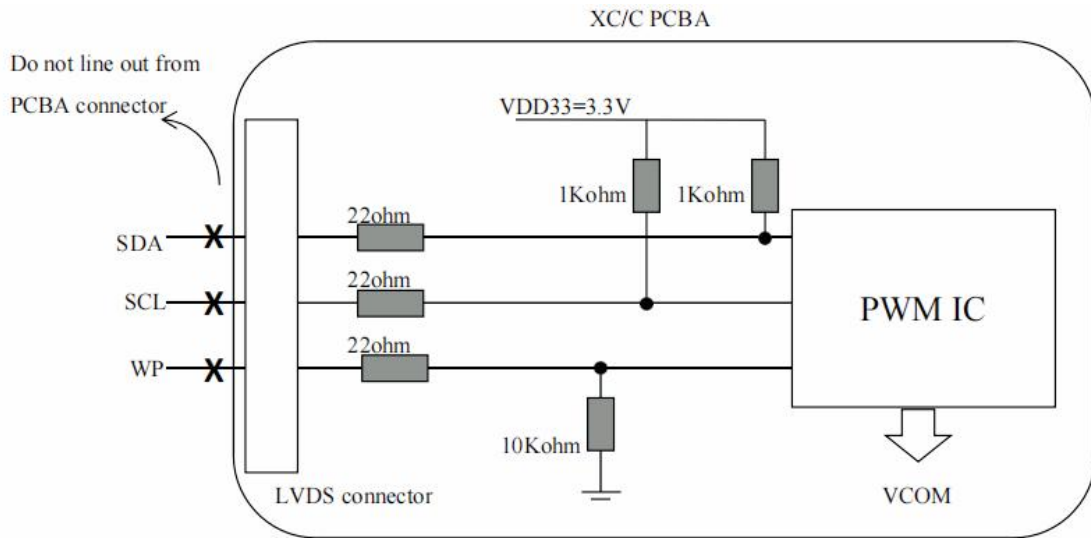 XC/C PCBA
Do not line out from
PCBA connector
VDD33=3.3V
1Kohm
1Kohm
22ohm
SDA
X
22ohm
SCL
X
PWM IC
22ohm
WP
X
10Kohm
LVDS connector
VCOM